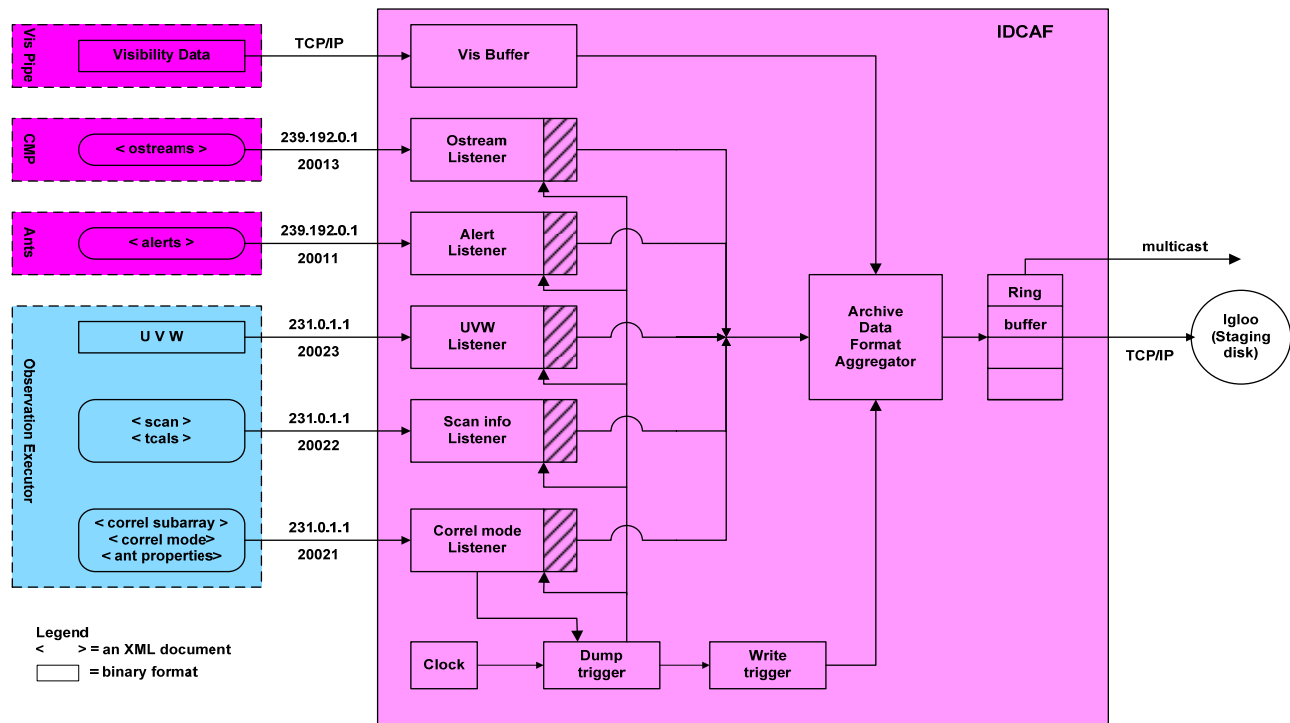 Vis Pipe
Visibility Data
TCP/IP
Vis Buffer
IDCAF
CMP
< ostreams >
239.192.0.1
20013
Ostream
Listener
Ants
< alerts >
239.192.0.1
20011
Alert
Listener
Observation Executor
U V W
231.0.1.1
20023
UVW
Listener
< scan >
< tcals >
231.0.1.1
20022
Scan info
Listener
< correl subarray >
< correl mode>
< ant properties>
231.0.1.1
20021
Correl mode
Listener
Archive
Data
Format
Aggregator
Ring
buffer
multicast
TCP/IP
Igloo
(Staging
disk)
Clock
Dump
trigger
Write
trigger
Legend
< > = an XML document
= binary format